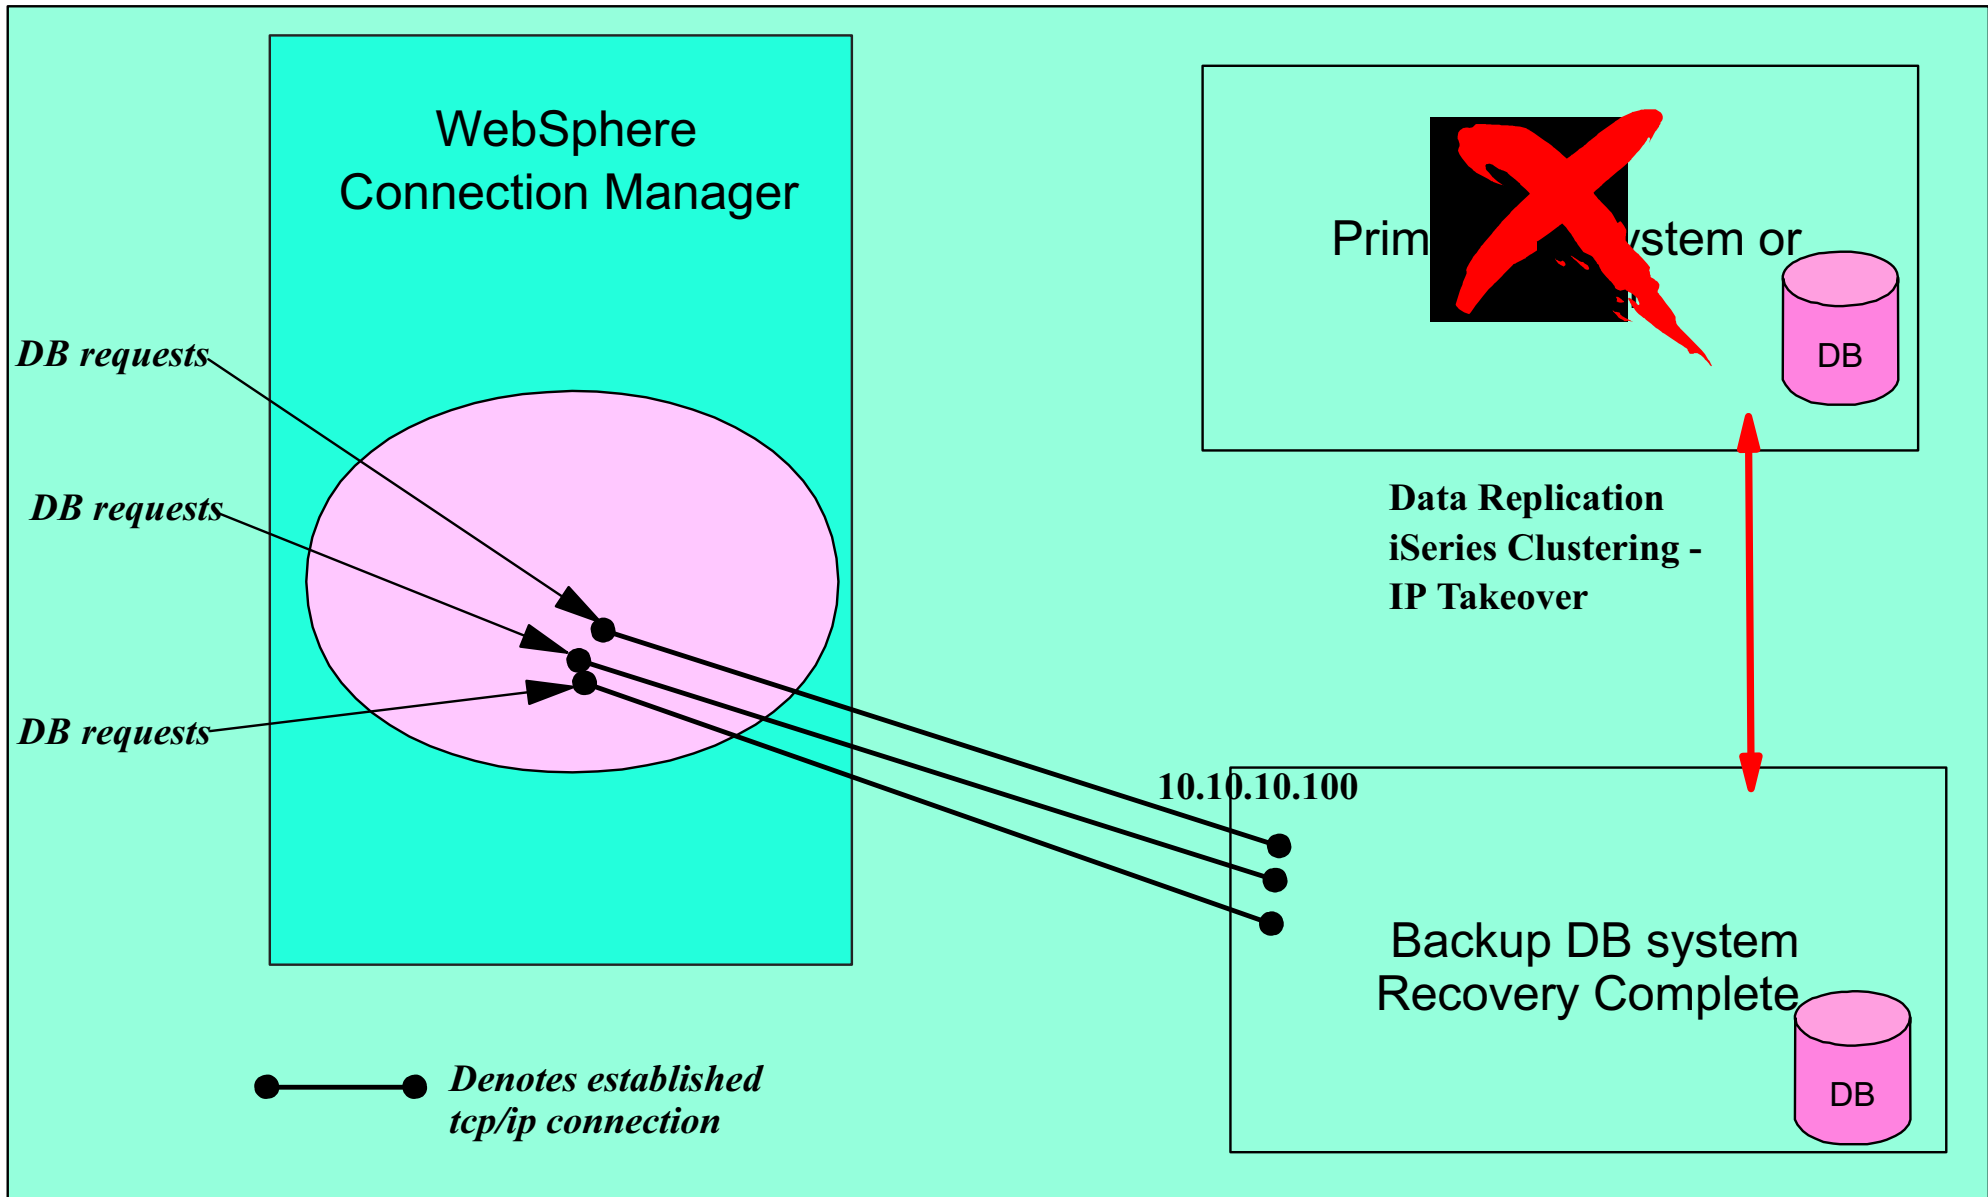 WebSphere
Connection Manager
Prim ystem or
DB
DB requests
DB requests
DB requests
Data Replication
iSeries Clustering -
IP Takeover
10.10.10.100
Backup DB system
Recovery Complete
DB
Denotes established
tcp/ip connection